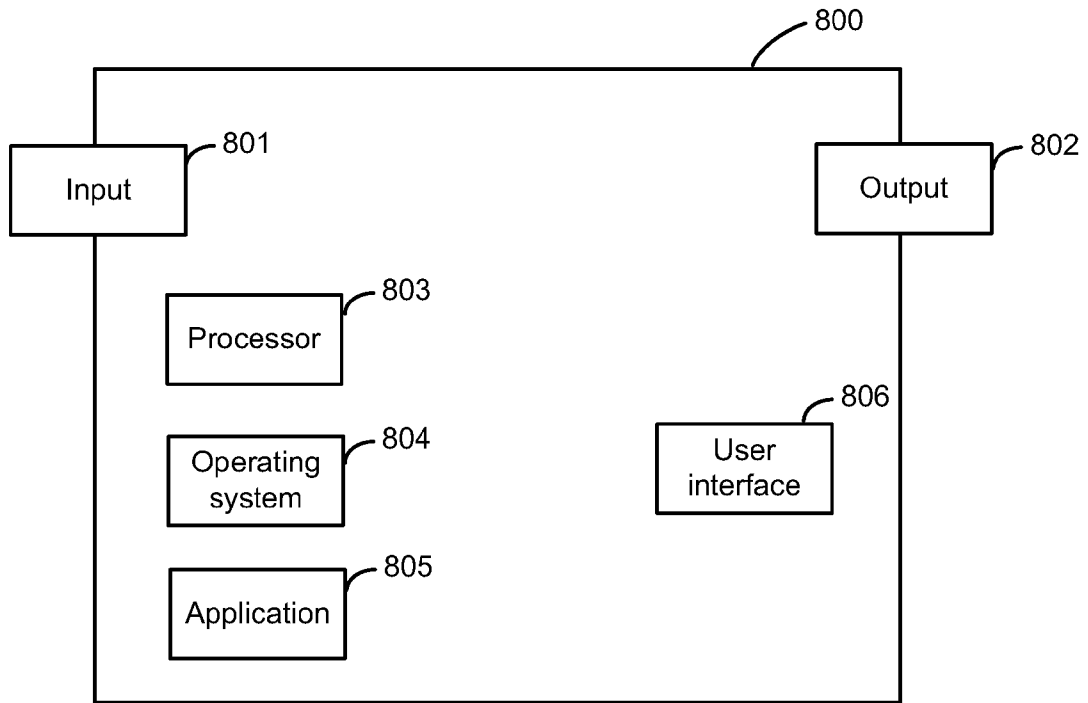 800
801
Input
802
Output
803
Processor
804
Operating
system
805
Application
806
User
interface